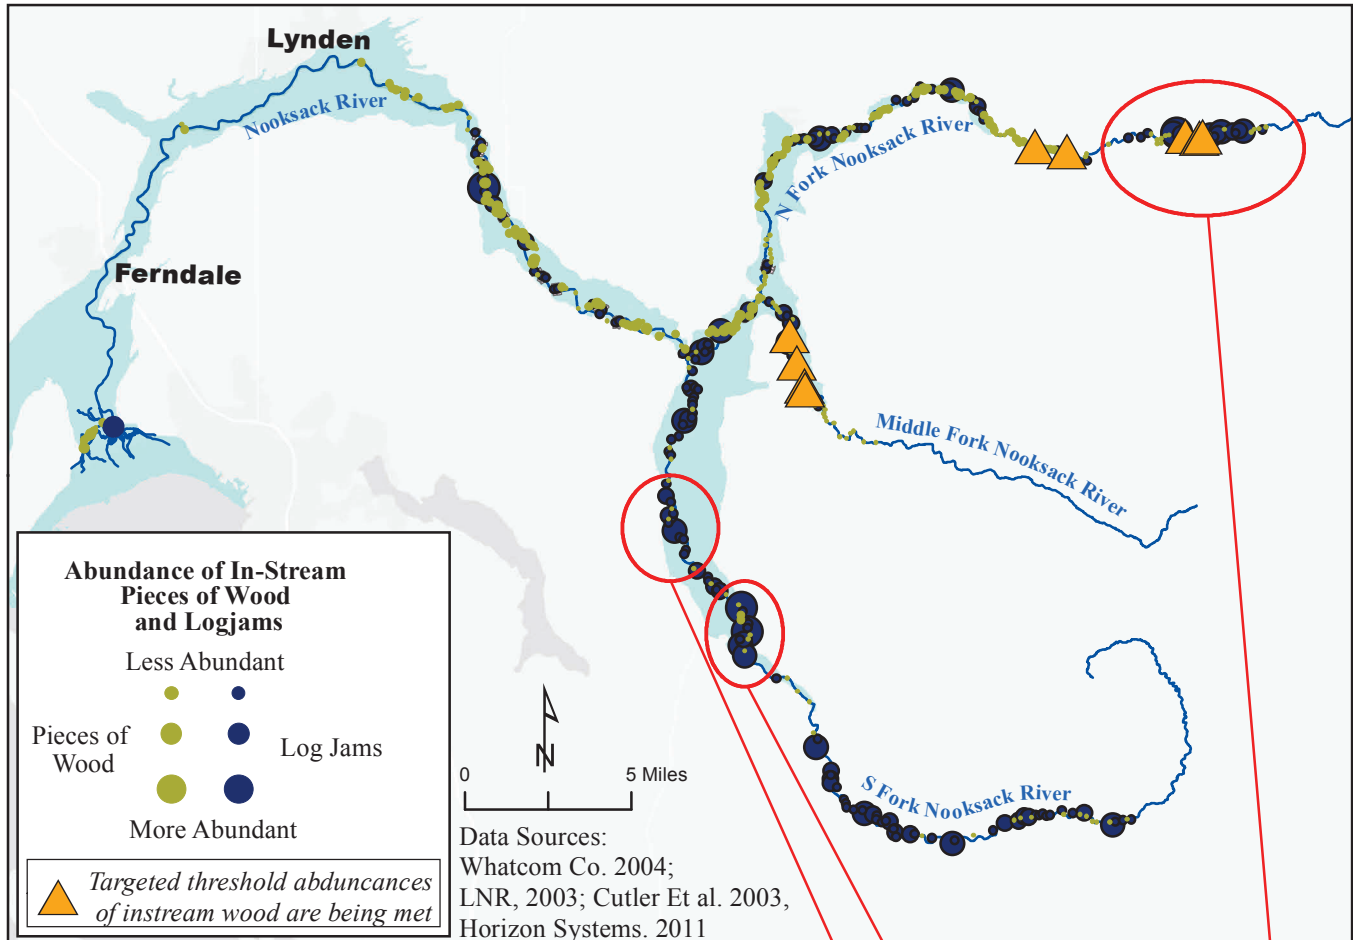 Lynden
Nooksack River
N Fork Nooksack River
Ferndale
Middle Fork Nooksack River
S Fork Nooksack River
Abundance of In-Stream
Pieces of Wood
and Logjams
Less Abundant
Pieces of
Wood
Log Jams
More Abundant
Targeted threshold abduncances
of instream wood are being met
N
0
5 Miles
Data Sources:
Whatcom Co. 2004;
LNR, 2003; Cutler Et al. 2003,
Horizon Systems. 2011